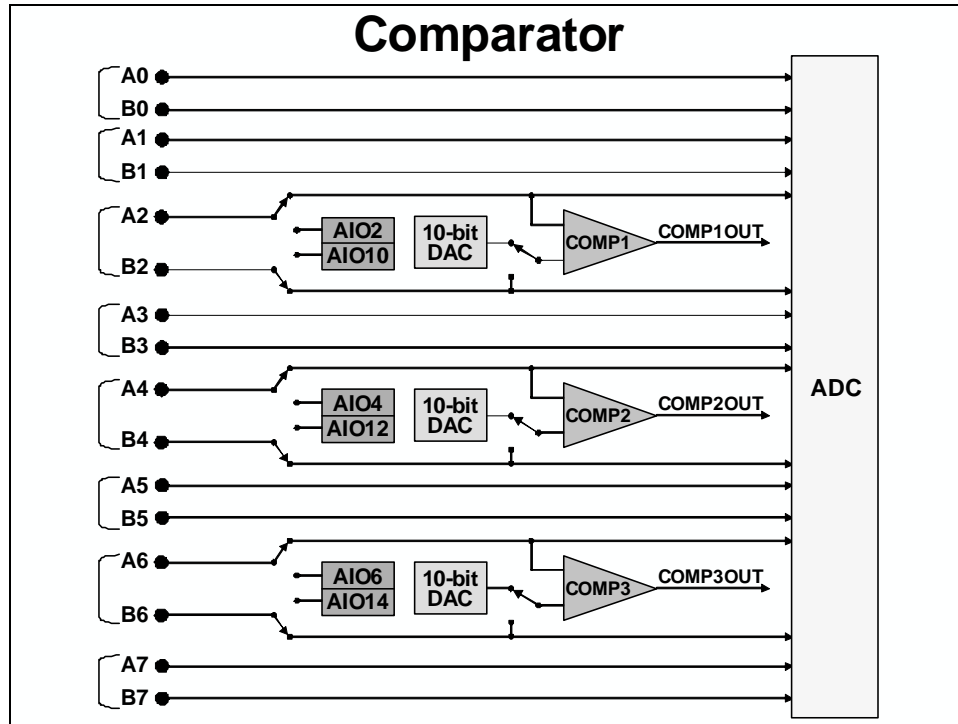 Comparator
A0
B0
A1
B1
A2
AIO2
AIO10
10-bit
DAC
COMP1
COMP1OUT
B2
A3
B3
A4
AIO4
AIO12
10-bit
DAC
COMP2
COMP2OUT
ADC
B4
A5
B5
A6
AIO6
AIO14
10-bit
DAC
COMP3
COMP3OUT
B6
A7
B7